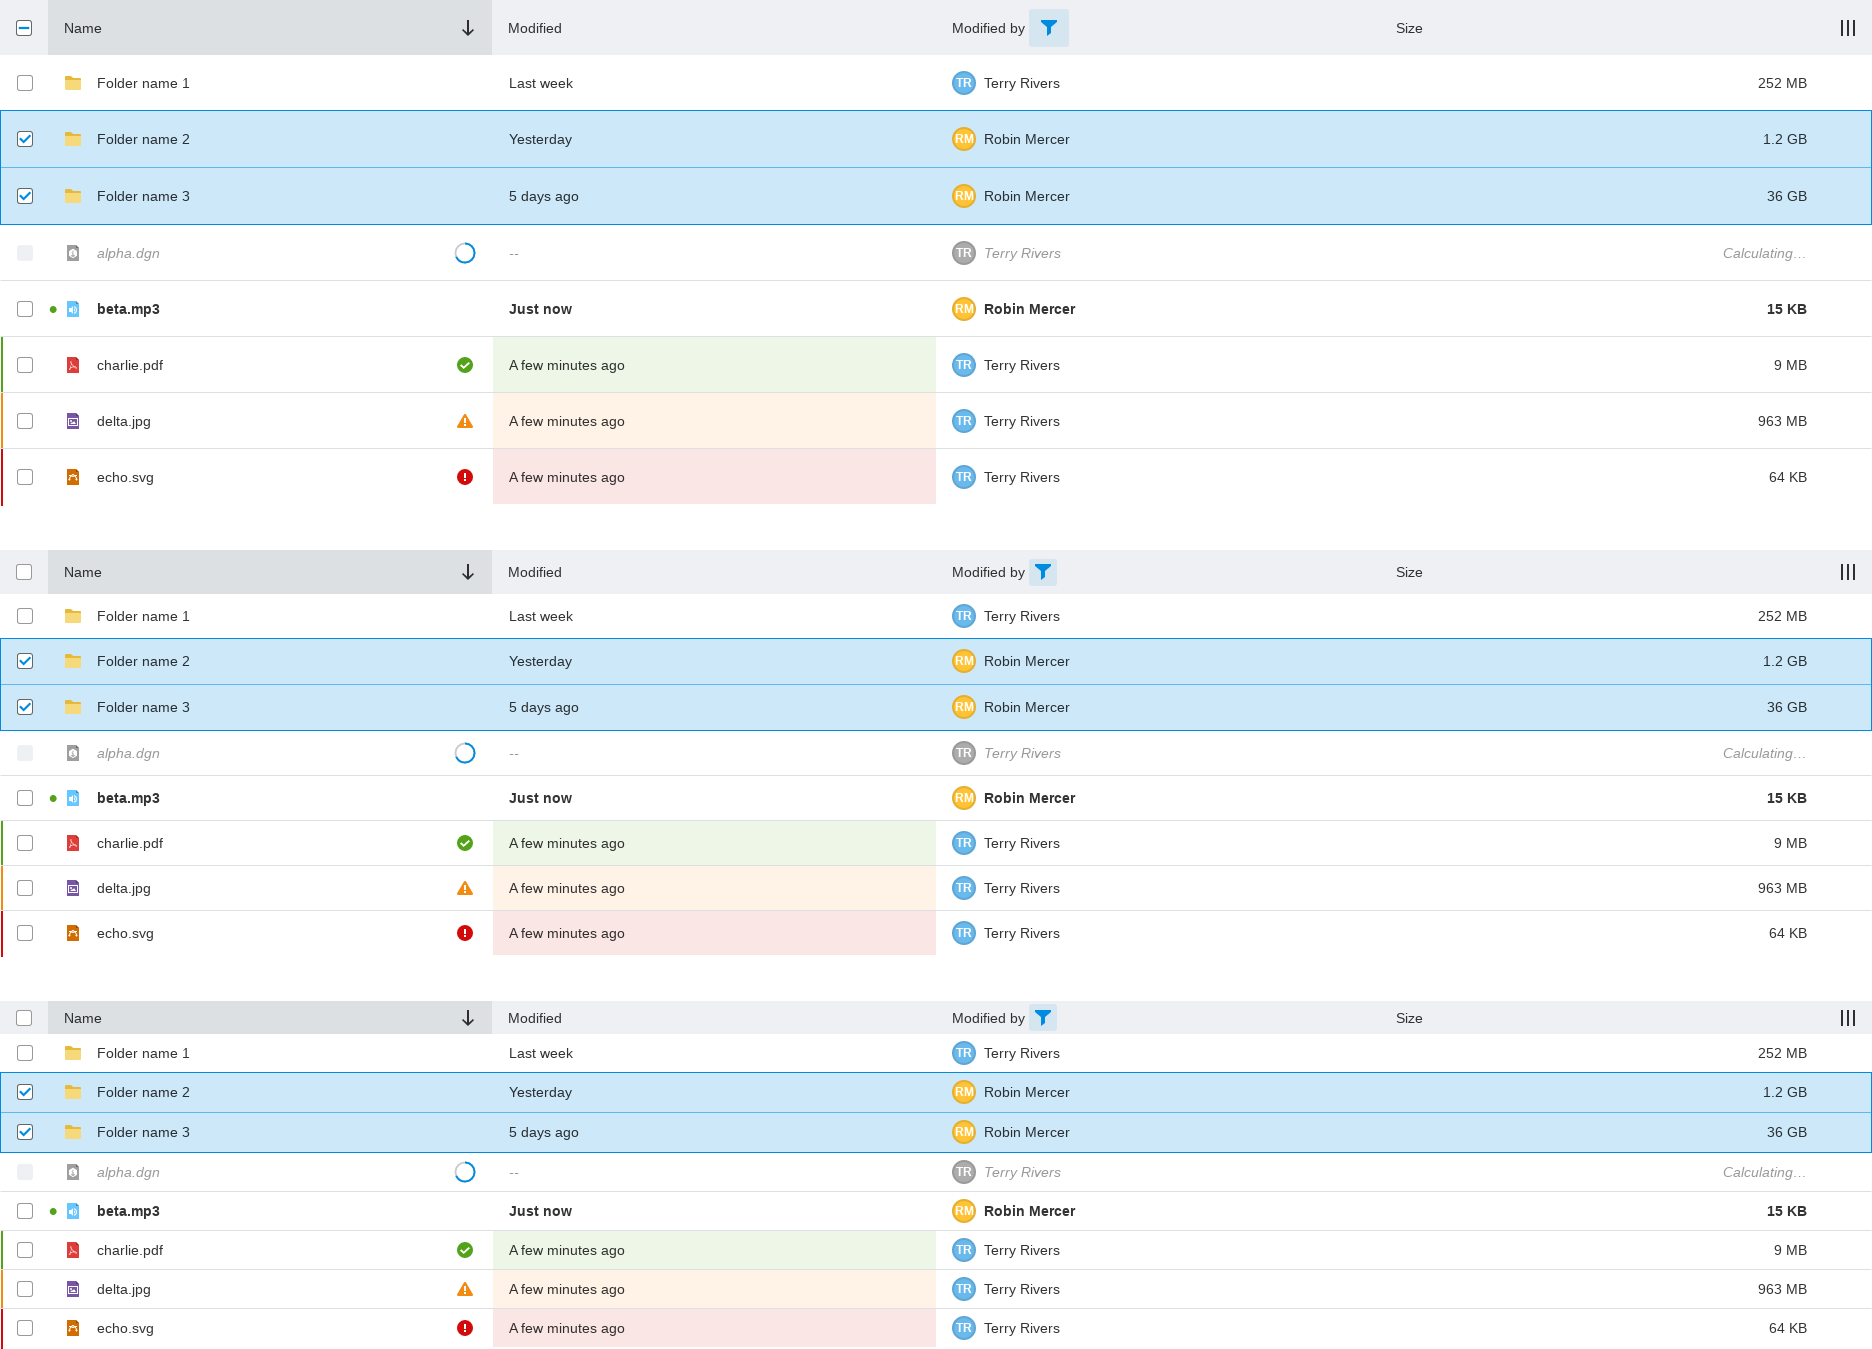 Name Modified Modified by Size
Folder name 1 Last week TR Terry Rivers 252 MB
Folder name 2 Yesterday RM Robin Mercer 1.2 GB
Folder name 3 5 days ago RM Robin Mercer 36 GB
alpha.dgn -- TR Terry Rivers Calculating…
beta.mp3 Just now RM Robin Mercer 15 KB
charlie.pdf A few minutes ago TR Terry Rivers 9 MB
delta.jpg A few minutes ago TR Terry Rivers 963 MB
echo.svg A few minutes ago TR Terry Rivers 64 KB
Name Modified Modified by Size
Folder name 1 Last week TR Terry Rivers 252 MB
Folder name 2 Yesterday RM Robin Mercer 1.2 GB
Folder name 3 5 days ago RM Robin Mercer 36 GB
alpha.dgn -- TR Terry Rivers Calculating…
beta.mp3 Just now RM Robin Mercer 15 KB
charlie.pdf A few minutes ago TR Terry Rivers 9 MB
delta.jpg A few minutes ago TR Terry Rivers 963 MB
echo.svg A few minutes ago TR Terry Rivers 64 KB
Name Modified Modified by Size
Folder name 1 Last week TR Terry Rivers 252 MB
Folder name 2 Yesterday RM Robin Mercer 1.2 GB
Folder name 3 5 days ago RM Robin Mercer 36 GB
alpha.dgn -- TR Terry Rivers Calculating…
beta.mp3 Just now RM Robin Mercer 15 KB
charlie.pdf A few minutes ago TR Terry Rivers 9 MB
delta.jpg A few minutes ago TR Terry Rivers 963 MB
echo.svg A few minutes ago TR Terry Rivers 64 KB